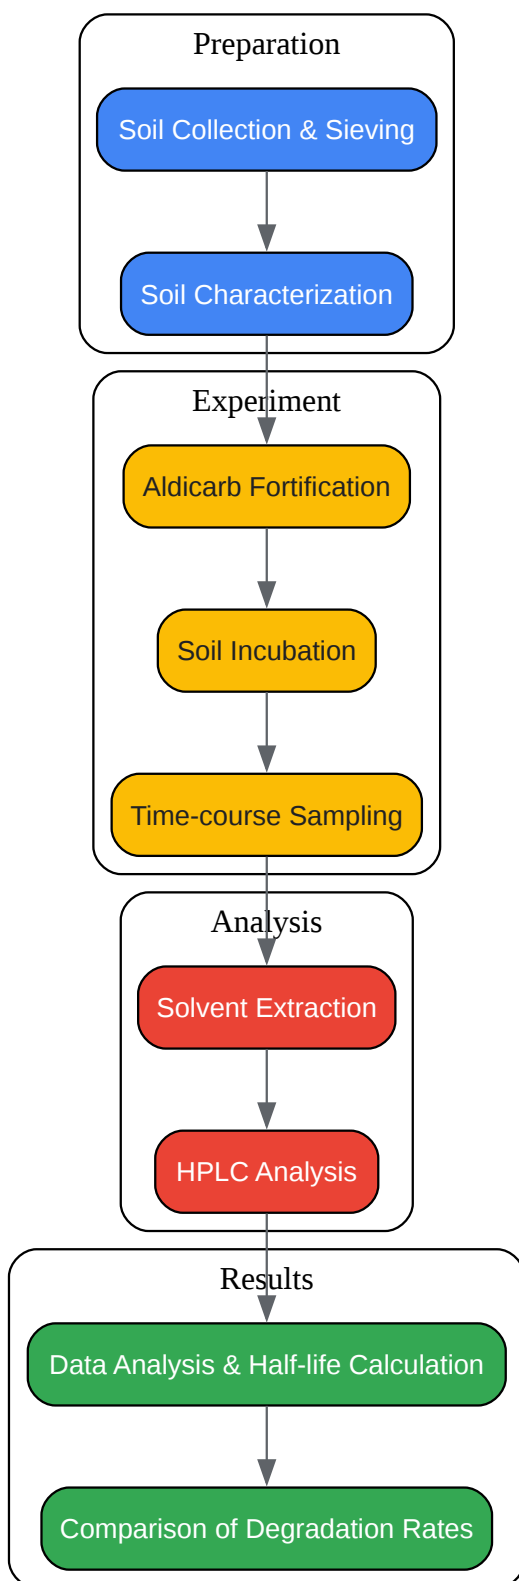 Preparation
Soil Collection & Sieving
Soil Characterization
Experiment
Aldicarb Fortification
Soil Incubation
Time-course Sampling
Analysis
Solvent Extraction
HPLC Analysis
Results
Data Analysis & Half-life Calculation
Comparison of Degradation Rates